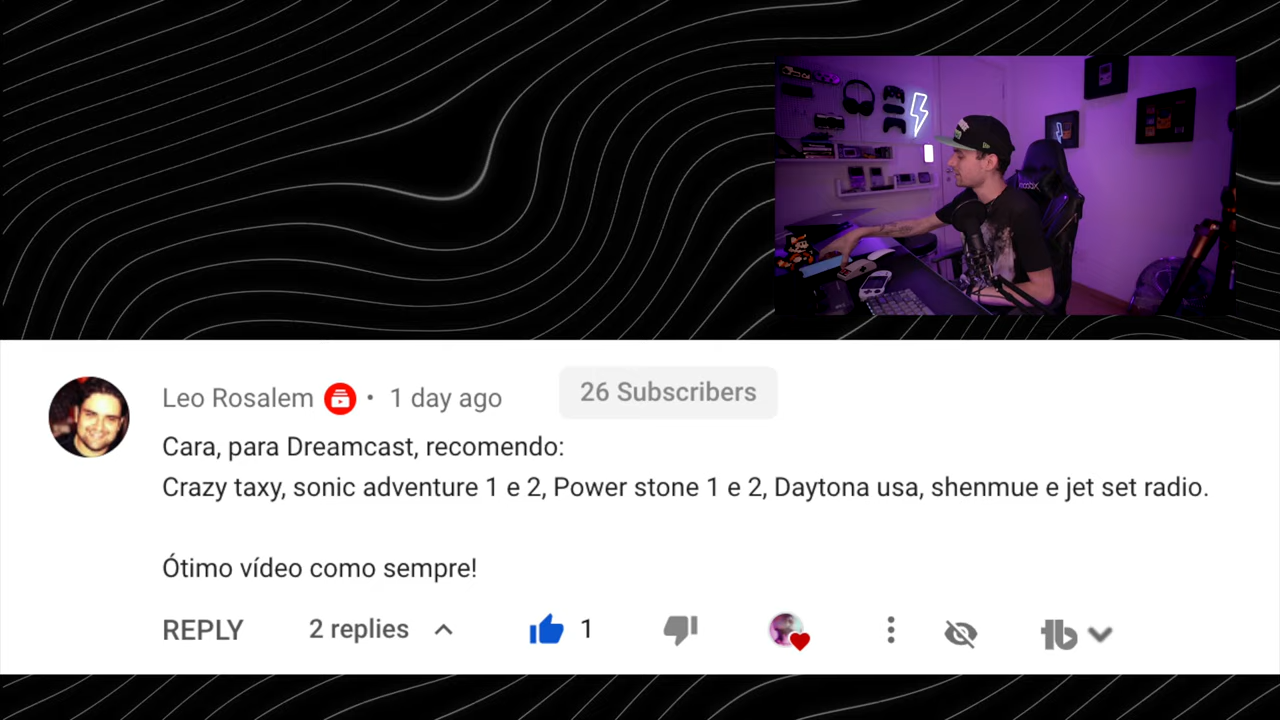 Leo Rosalem • 1 day ago 26 Subscribers
Cara, para Dreamcast, recomendo:
Crazy taxy, sonic adventure 1 e 2, Power stone 1 e 2, Daytona usa, shenmue e jet set radio.
Ótimo vídeo como sempre!
REPLY 2 replies 1